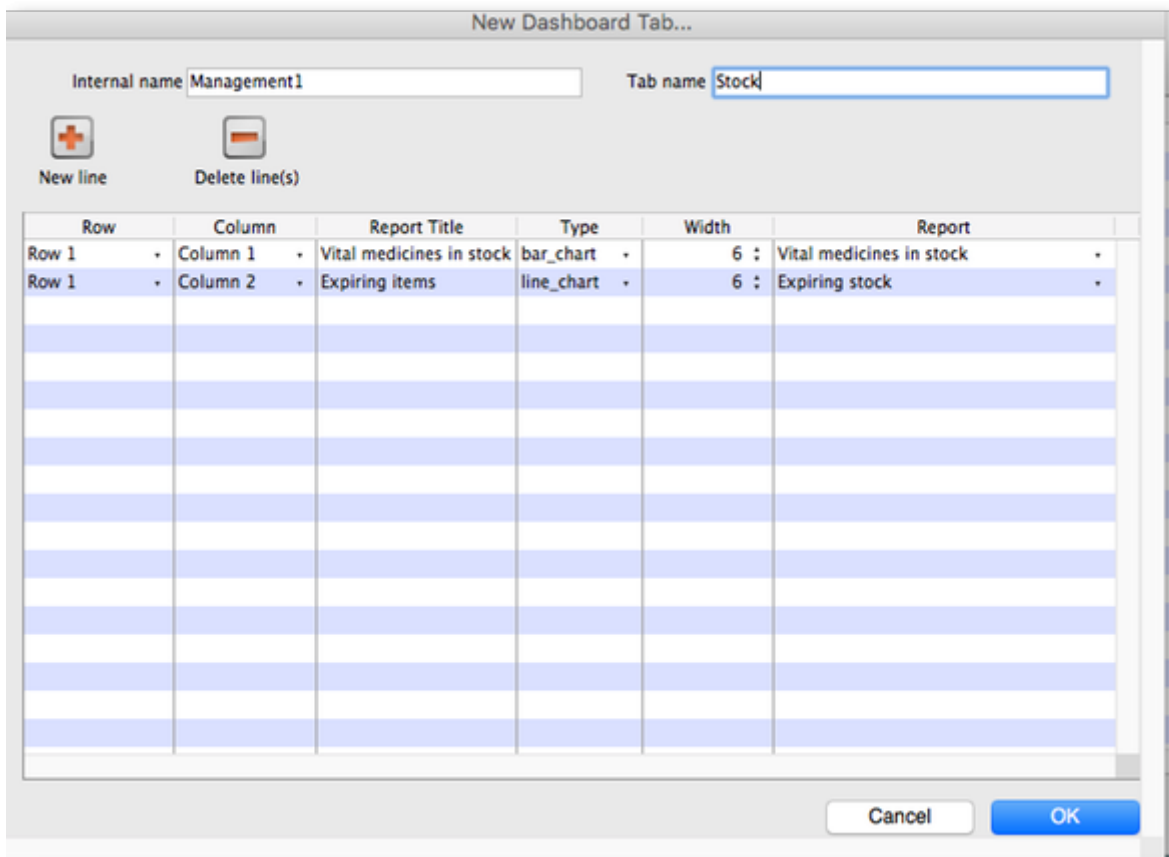 New Dashboard Tab...
Internal name Management1 Tab name Stock
New line Delete line(s)
Row Column Report Title Type Width Report
Row 1 Column 1 Vital medicines in stock bar_chart 6 Vital medicines in stock
Row 1 Column 2 Expiring items line_chart 6 Expiring stock
Cancel OK